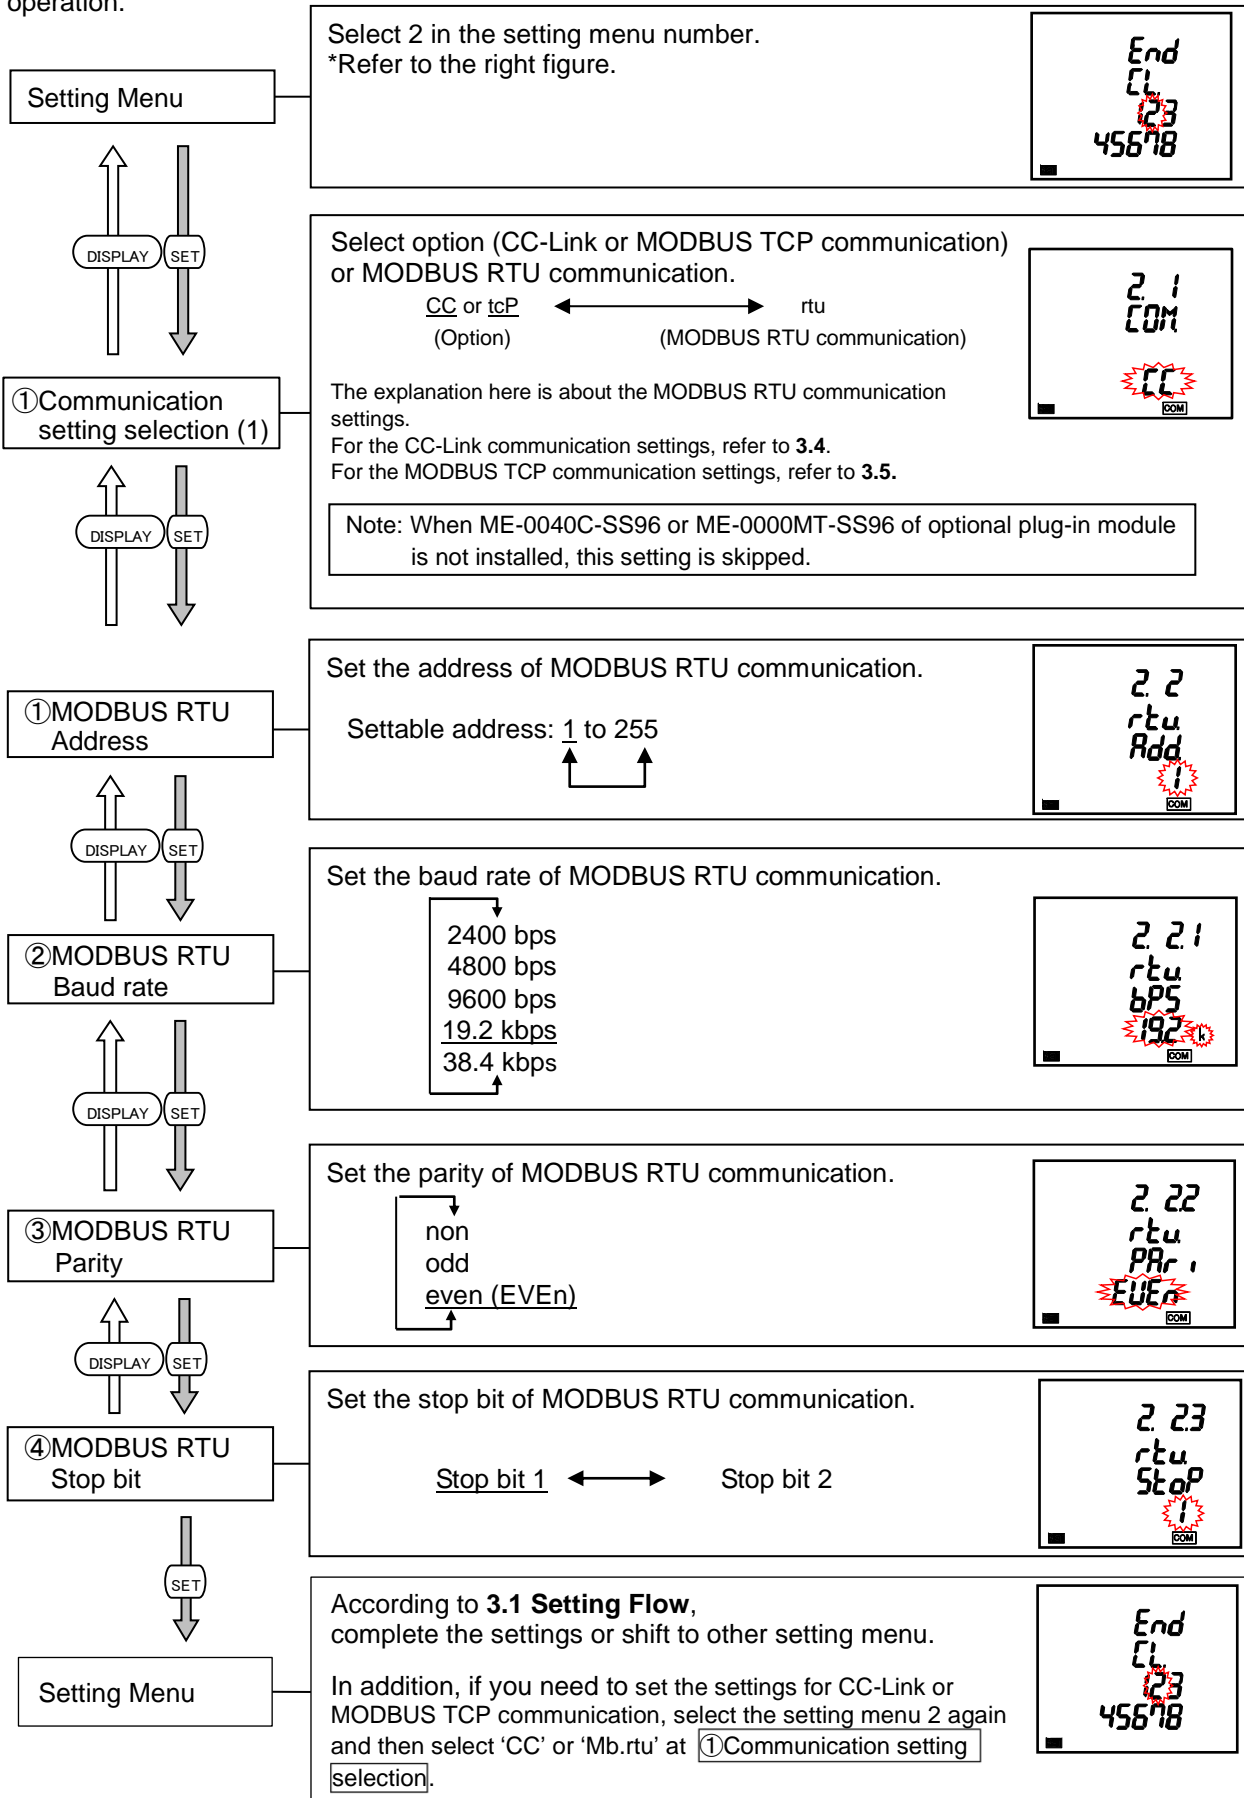 operation.
Setting Menu
Select 2 in the setting menu number.
*Refer to the right figure.
End
CL.
123
45678
DISPLAY
SET
①Communication
setting selection (1)
Select option (CC-Link or MODBUS TCP communication)
or MODBUS RTU communication.
CC or tcP
rtu
(Option)
(MODBUS RTU communication)
The explanation here is about the MODBUS RTU communication
settings.
For the CC-Link communication settings, refer to 3.4.
For the MODBUS TCP communication settings, refer to 3.5.
Note: When ME-0040C-SS96 or ME-0000MT-SS96 of optional plug-in module
is not installed, this setting is skipped.
2. 1
COM.
CC
COM
DISPLAY
SET
①MODBUS RTU
Address
Set the address of MODBUS RTU communication.
Settable address: 1 to 255
2. 2
rtu.
Add.
1
COM
DISPLAY
SET
②MODBUS RTU
Baud rate
Set the baud rate of MODBUS RTU communication.
2400 bps
4800 bps
9600 bps
19.2 kbps
38.4 kbps
2. 2.1
rtu.
bPS
19.2 k
COM
DISPLAY
SET
③MODBUS RTU
Parity
Set the parity of MODBUS RTU communication.
non
odd
even (EVEn)
2. 2.2
rtu.
PAri
EVEn
COM
DISPLAY
SET
④MODBUS RTU
Stop bit
Set the stop bit of MODBUS RTU communication.
Stop bit 1
Stop bit 2
2. 2.3
rtu.
StoP
1
COM
SET
Setting Menu
According to 3.1 Setting Flow,
complete the settings or shift to other setting menu.
In addition, if you need to set the settings for CC-Link or
MODBUS TCP communication, select the setting menu 2 again
and then select ‘CC’ or ‘Mb.rtu’ at ①Communication setting
selection.
End
CL.
123
45678